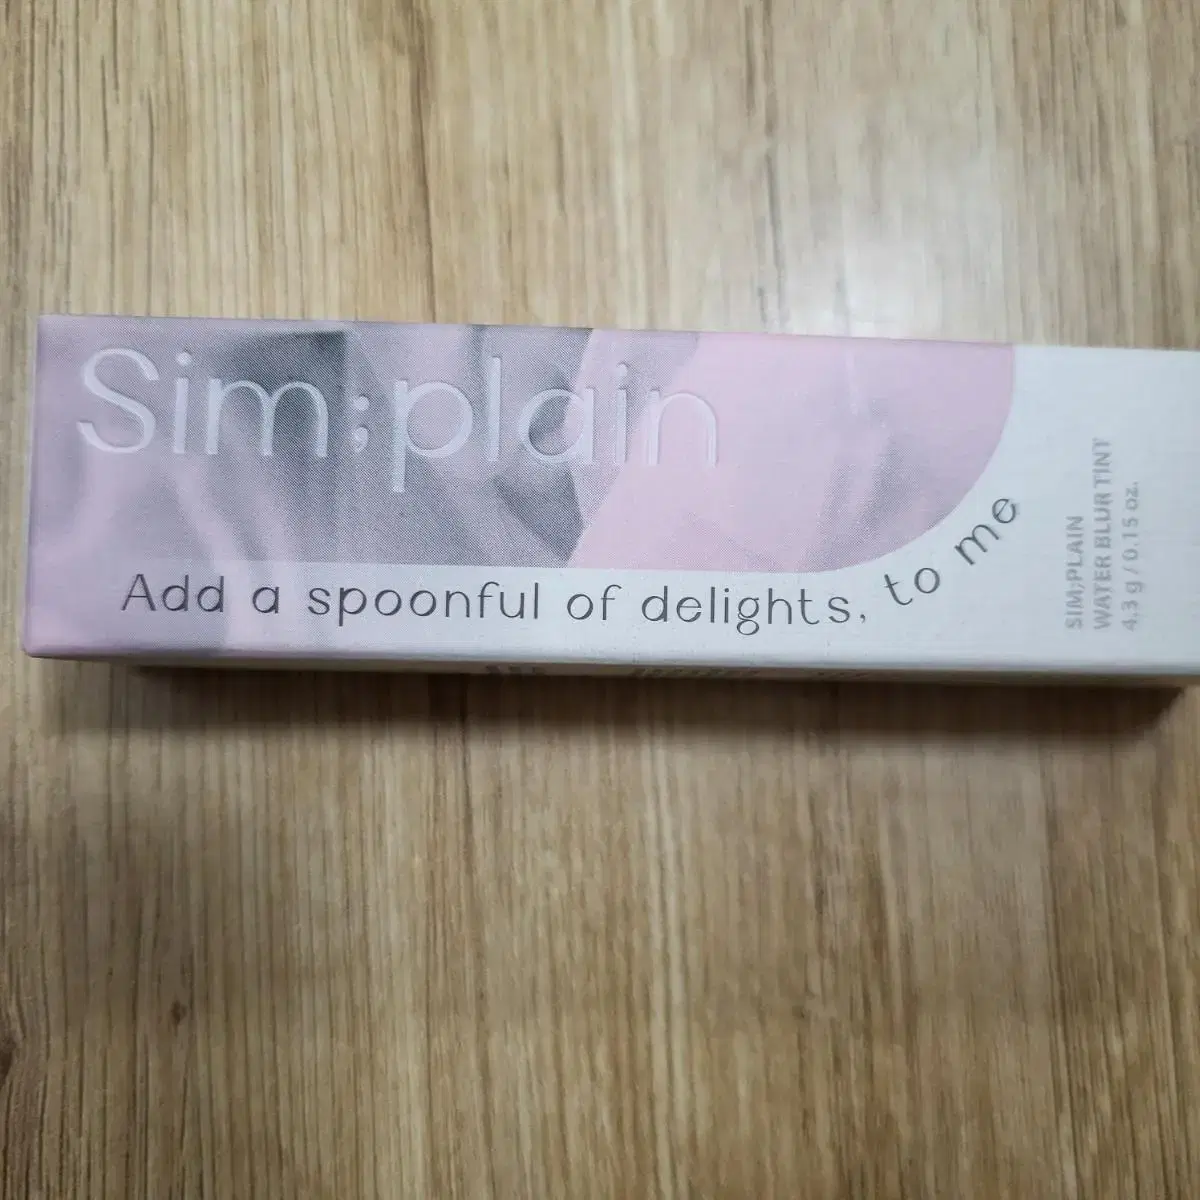 Sim;plain
Add a spoonful of delights, to me
SIM;PLAIN
WATER BLUR TINT
4.3 g / 0.15 oz.